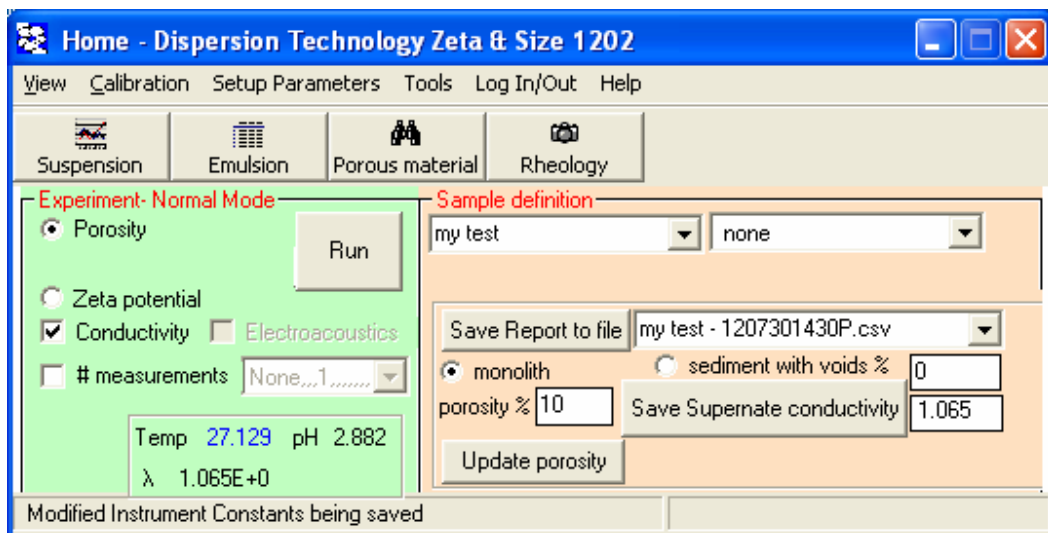 Home - Dispersion Technology Zeta & Size 1202
View Calibration Setup Parameters Tools Log In/Out Help
Suspension Emulsion Porous material Rheology
Experiment- Normal Mode
Porosity
Run
Zeta potential
Conductivity Electroacoustics
# measurements None,,,1,,,,,,,
Temp 27.129 pH 2.882
λ 1.065E+0
Sample definition
my test none
Save Report to file my test - 1207301430P.csv
monolith sediment with voids % 0
porosity % 10 Save Supernate conductivity 1.065
Update porosity
Modified Instrument Constants being saved